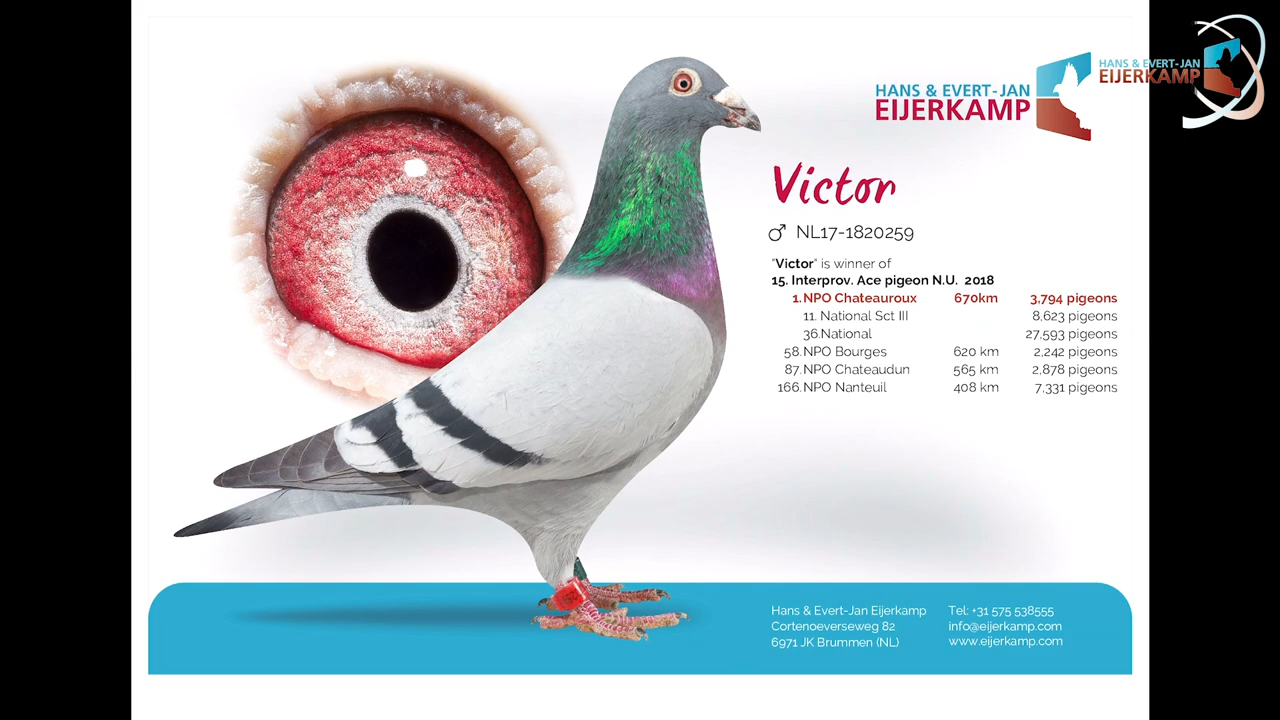 HANS & EVERT-JAN
EIJERKAMP
HANS & EVERT-JAN
EIJERKAMP
Victor
♂ NL17-1820259
"Victor" is winner of
15. Interprov. Ace pigeon N.U. 2018
1. NPO Chateauroux 670km 3,794 pigeons
11. National Sct III 8,623 pigeons
36.National 27,593 pigeons
58. NPO Bourges 620 km 2,242 pigeons
87. NPO Chateaudun 565 km 2,878 pigeons
166. NPO Nanteuil 408 km 7,331 pigeons
Hans & Evert-Jan Eijerkamp
Cortenoeverseweg 82
6971 JK Brummen (NL)
Tel: +31 575 538555
info@eijerkamp.com
www.eijerkamp.com